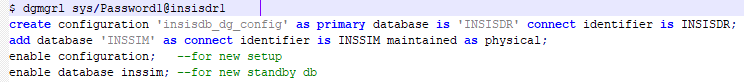 $ dgmgrl sys/Password1@insisdr1
create configuration 'insisdb_dg_config' as primary database is 'INSISDR' connect identifier is INSISDR;
add database 'INSSIM' as connect identifier is INSSIM maintained as physical;
enable configuration;   --for new setup
enable database inssim; --for new standby db